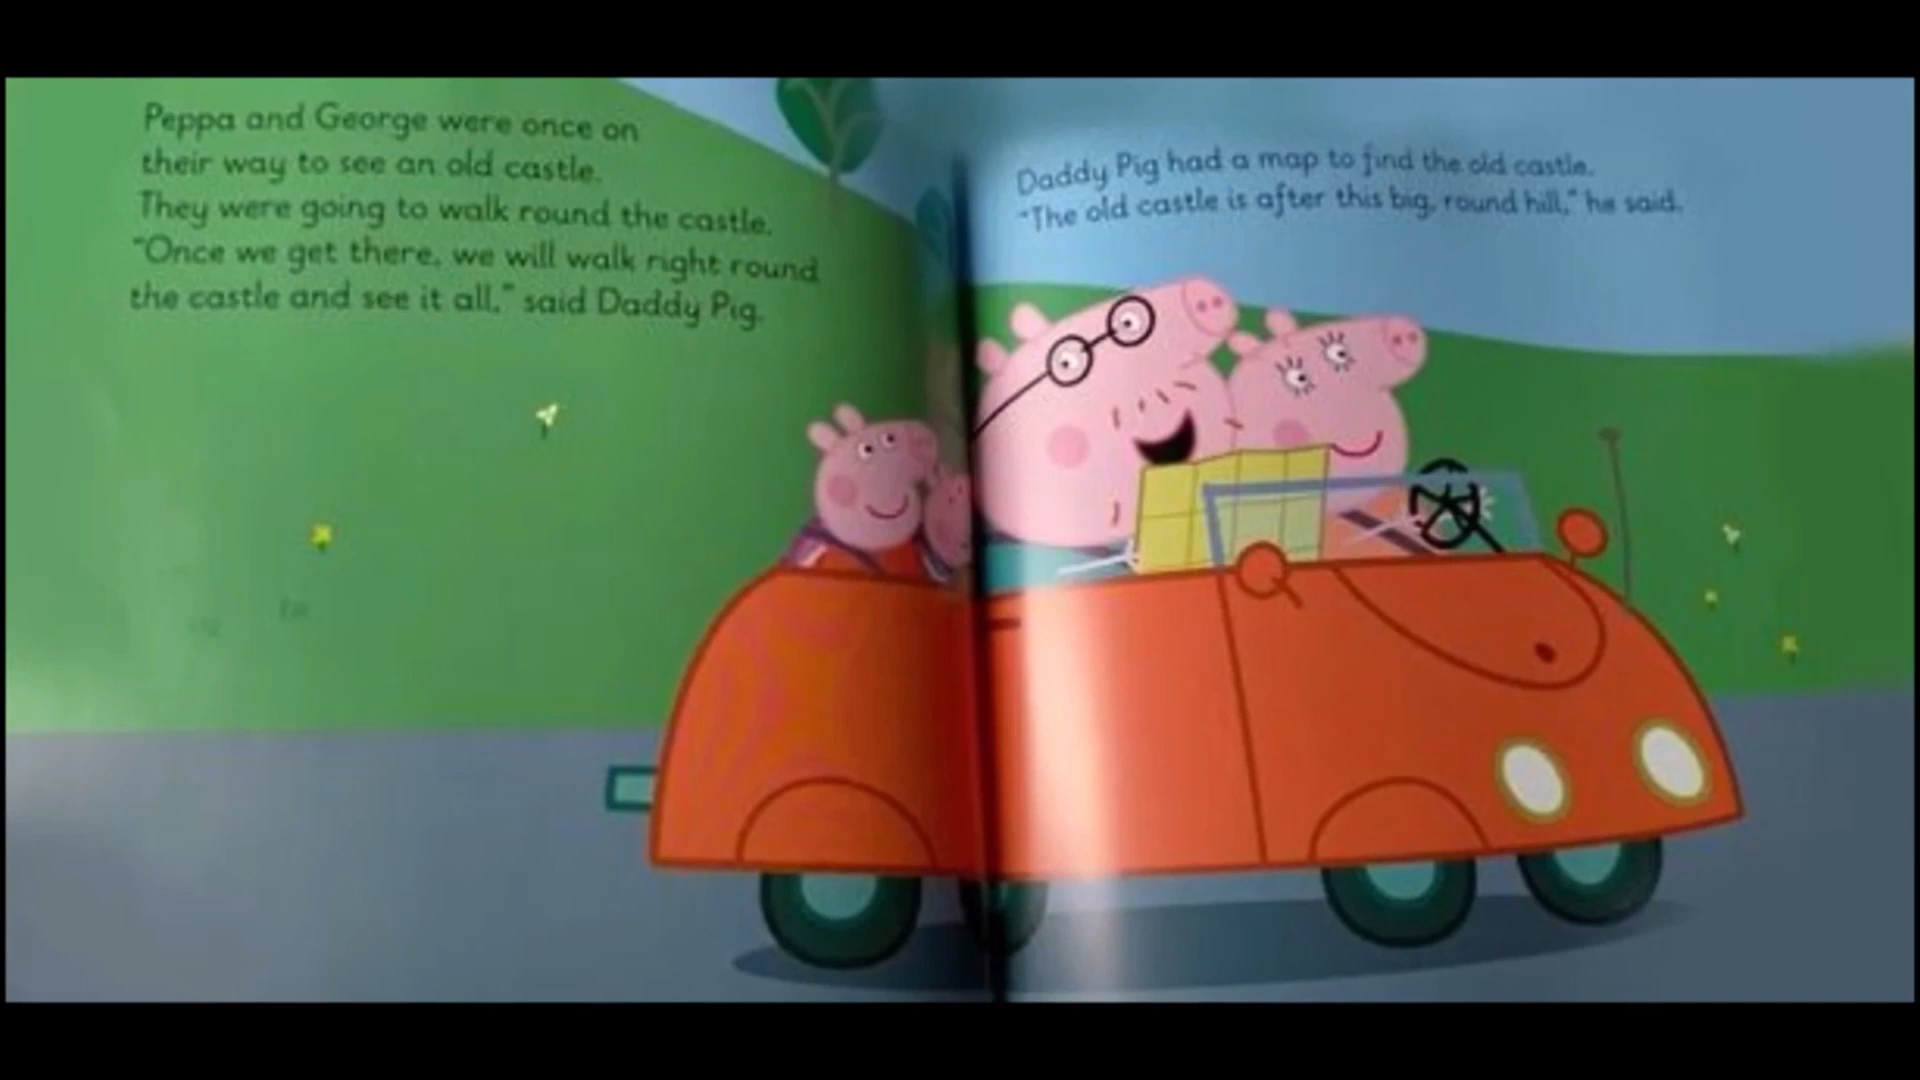 Peppa and George were once on
their way to see an old castle.
They were going to walk round the castle.
"Once we get there, we will walk right round
the castle and see it all," said Daddy Pig.
Daddy Pig had a map to find the old castle.
"The old castle is after this big, round hill," he said.